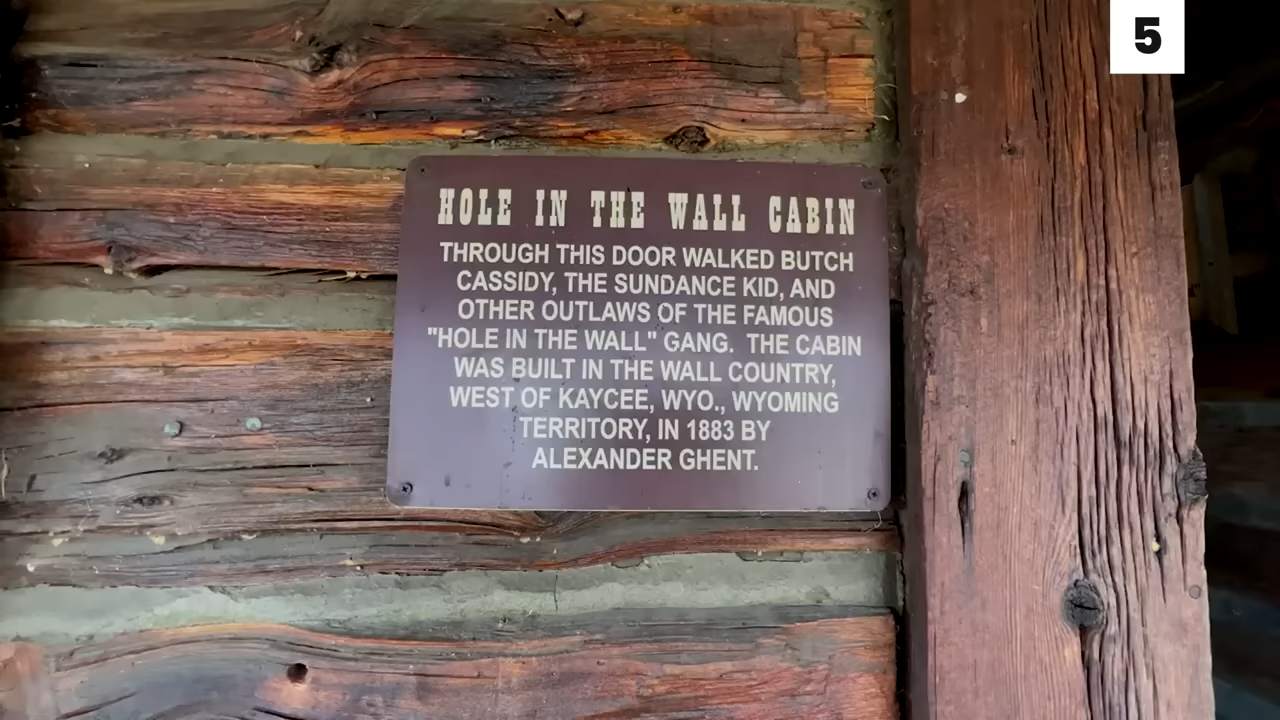 5
HOLE IN THE WALL CABIN
THROUGH THIS DOOR WALKED BUTCH
CASSIDY, THE SUNDANCE KID, AND
OTHER OUTLAWS OF THE FAMOUS
"HOLE IN THE WALL" GANG. THE CABIN
WAS BUILT IN THE WALL COUNTRY,
WEST OF KAYCEE, WYO., WYOMING
TERRITORY, IN 1883 BY
ALEXANDER GHENT.